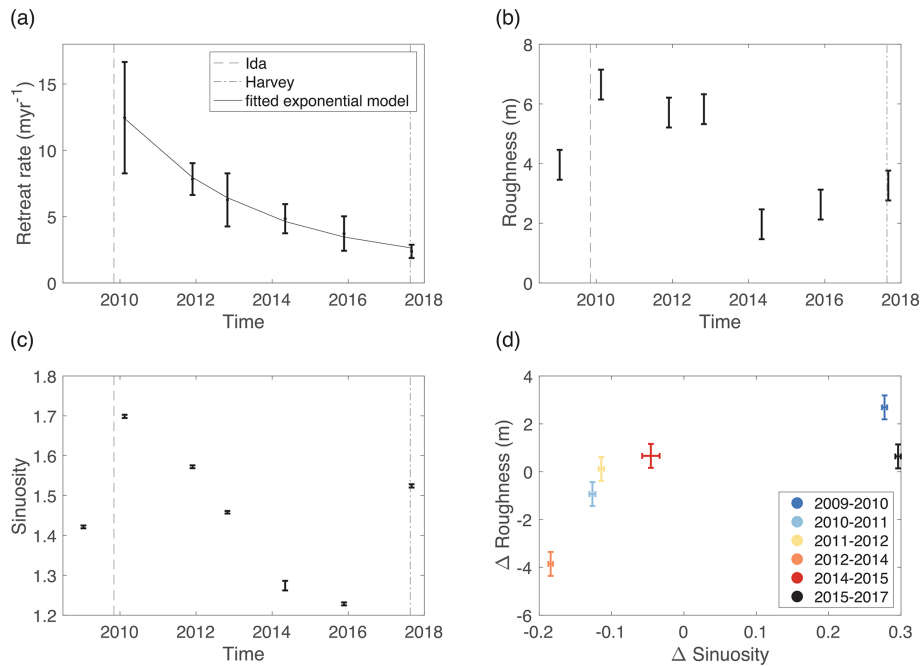 (a)
Retreat rate (myr⁻¹)
15
10
5
0
2010 2012 2014 2016 2018
Time
Ida
Harvey
fitted exponential model
(b)
Roughness (m)
8
6
4
2
0
2010 2012 2014 2016 2018
Time
(c)
Sinuosity
1.8
1.7
1.6
1.5
1.4
1.3
1.2
2010 2012 2014 2016 2018
Time
(d)
Δ Roughness (m)
4
2
0
-2
-4
-6
-0.2 -0.1 0 0.1 0.2 0.3
Δ Sinuosity
2009-2010
2010-2011
2011-2012
2012-2014
2014-2015
2015-2017